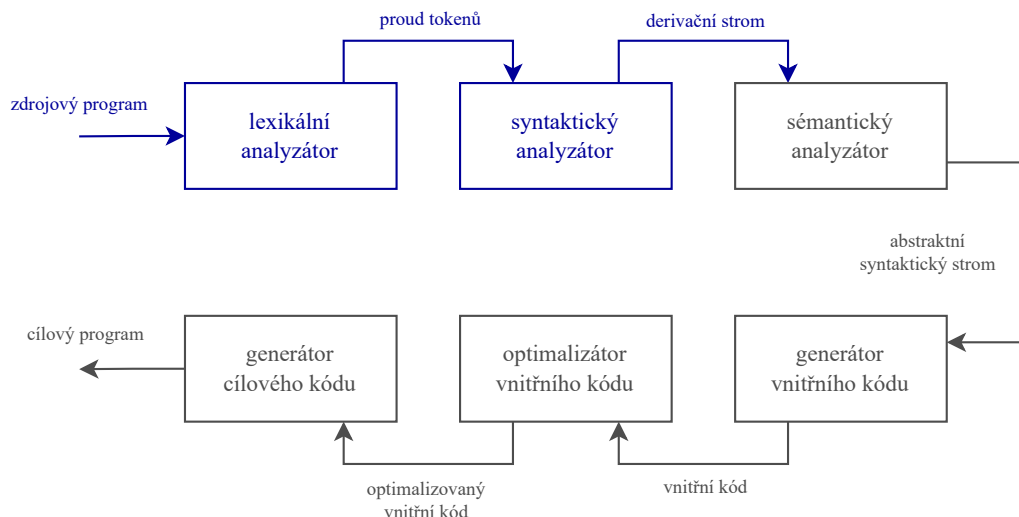 proud tokenů
derivační strom
zdrojový program
lexikální
analyzátor
syntaktický
analyzátor
sémantický
analyzátor
abstraktní
syntaktický strom
cílový program
generátor
cílového kódu
optimalizátor
vnitřního kódu
generátor
vnitřního kódu
optimalizovaný
vnitřní kód
vnitřní kód